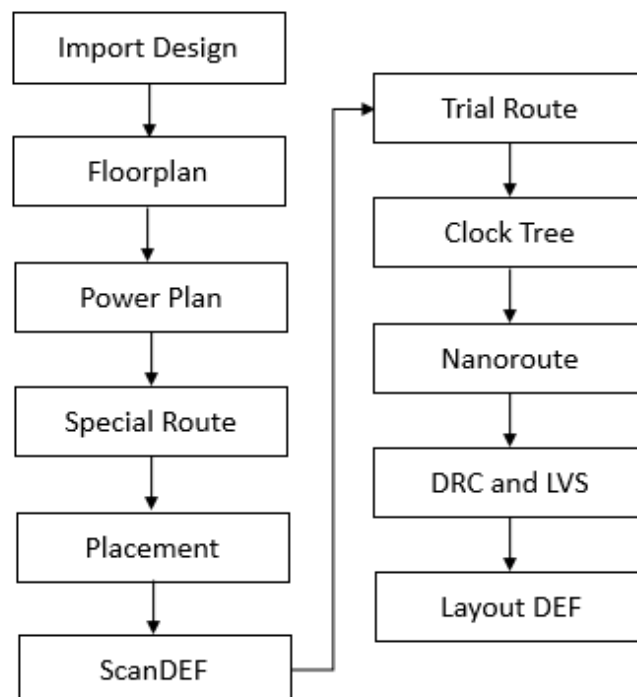 Import Design
Floorplan
Power Plan
Special Route
Placement
ScanDEF
Trial Route
Clock Tree
Nanoroute
DRC and LVS
Layout DEF